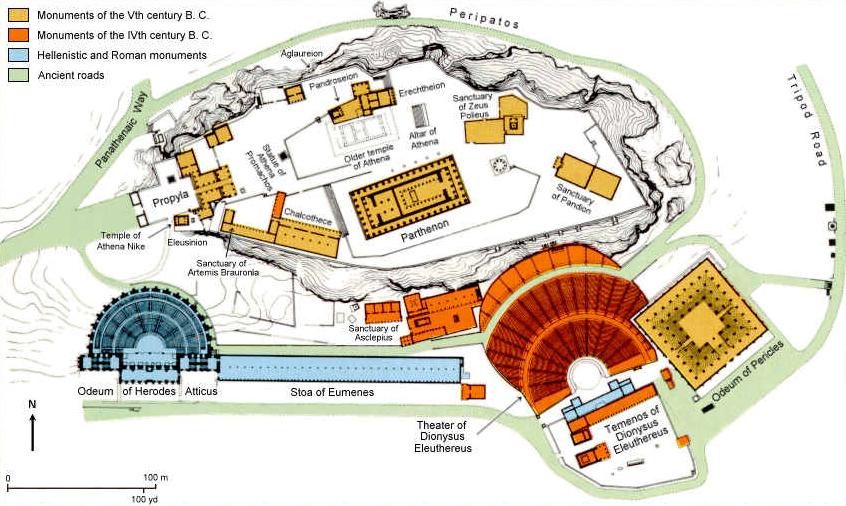 Monuments of the Vth century B. C.
Monuments of the IVth century B. C.
Hellenistic and Roman monuments
Ancient roads
Peripatos
Tripod Road
Panathenaic Way
Aglaureion
Pandroseion
Erechtheion
Sanctuary
of Zeus
Polieus
Altar of
Athena
Older temple
of Athena
Statue of
Athena
Promachos
Propyla
Sanctuary
of Pandion
Chalcothece
Parthenon
Temple of
Athena Nike
Eleusinion
Sanctuary of
Artemis Brauronia
Sanctuary of
Asclepius
Odeum of Herodes Atticus
Stoa of Eumenes
Odeum of Pericles
Theater of
Dionysus
Eleuthereus
Temenos of
Dionysus
Eleuthereus
N
0 100 m
100 yd